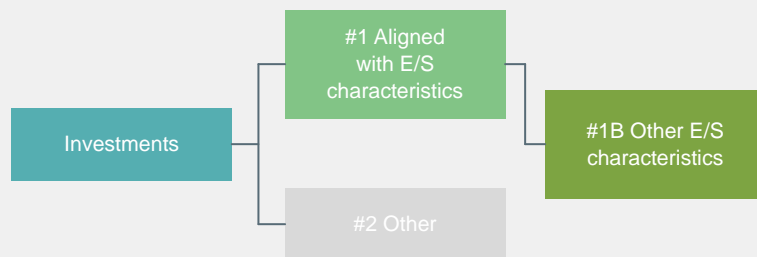 #1 Aligned
with E/S
characteristics
Investments
#1B Other E/S
characteristics
#2 Other